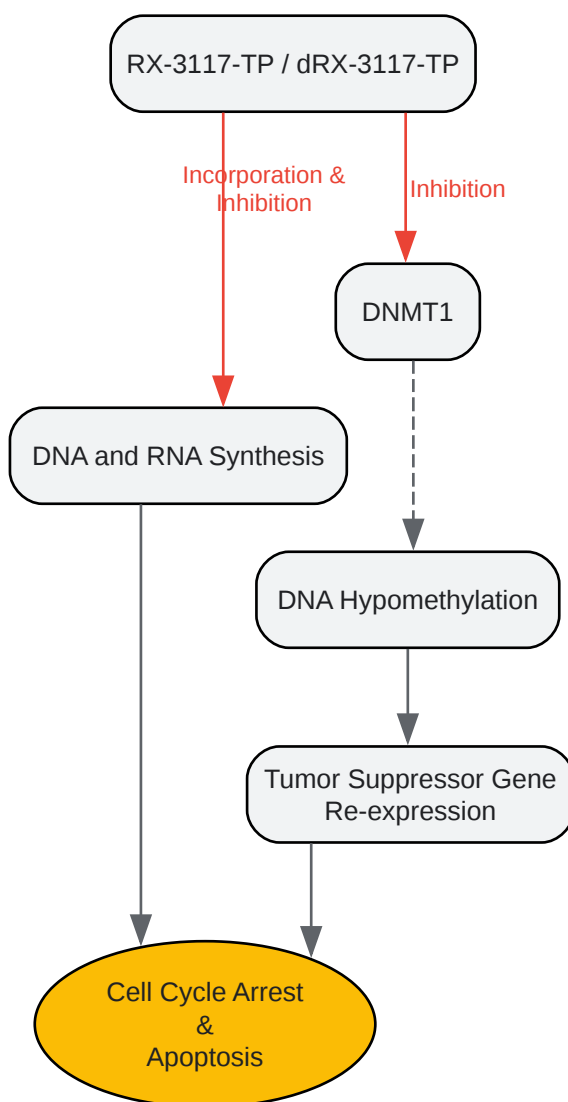 RX-3117-TP / dRX-3117-TP
Incorporation &
Inhibition
Inhibition
DNMT1
DNA and RNA Synthesis
DNA Hypomethylation
Tumor Suppressor Gene
Re-expression
Cell Cycle Arrest
&
Apoptosis